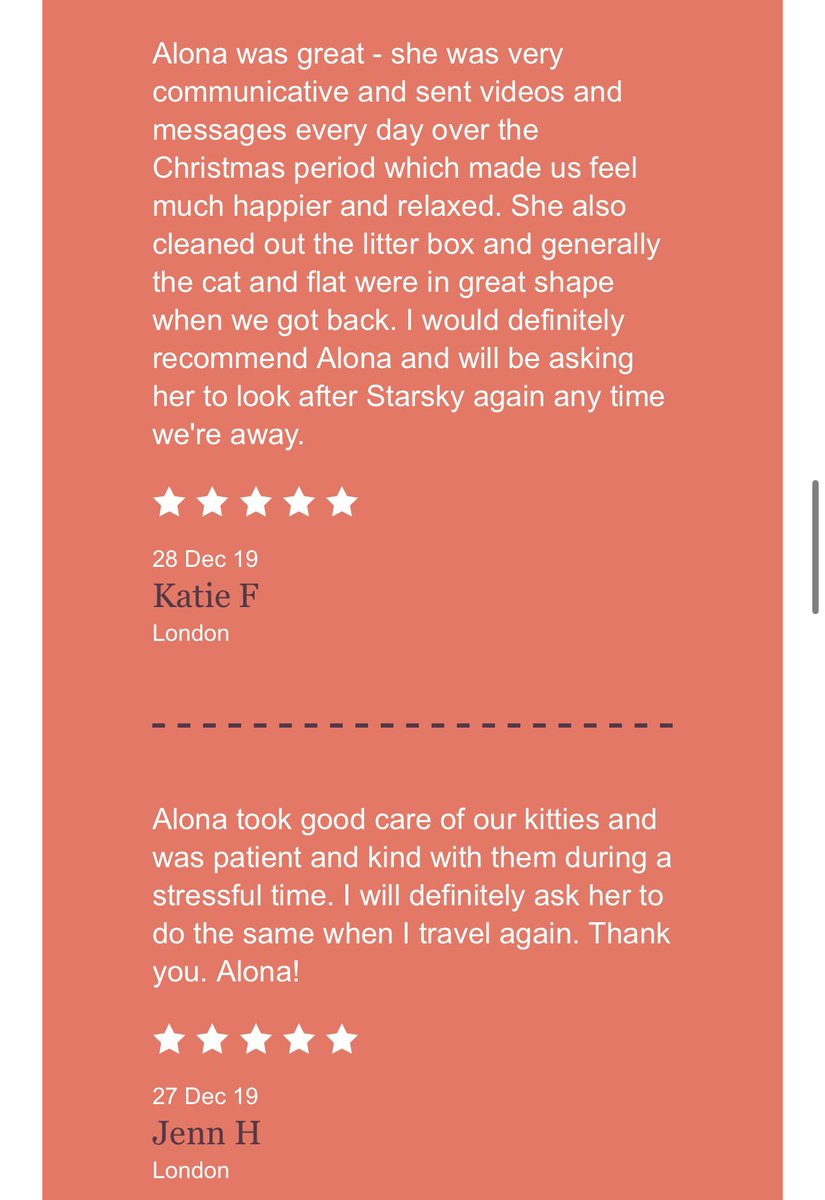 Alona was great - she was very
communicative and sent videos and
messages every day over the
Christmas period which made us feel
much happier and relaxed. She also
cleaned out the litter box and generally
the cat and flat were in great shape
when we got back. I would definitely
recommend Alona and will be asking
her to look after Starsky again any time
we're away.
28 Dec 19
Katie F
London
Alona took good care of our kitties and
was patient and kind with them during a
stressful time. I will definitely ask her to
do the same when I travel again. Thank
you. Alona!
27 Dec 19
Jenn H
London